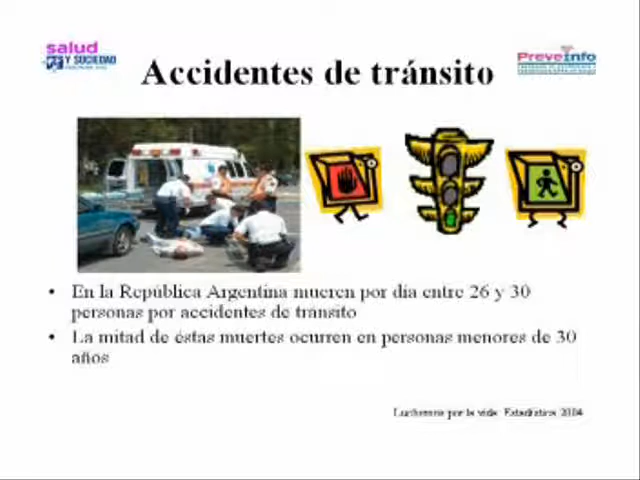 salud
Y SOCIEDAD
PreveInfo
Accidentes de tránsito
• En la República Argentina mueren por día entre 26 y 30
personas por accidentes de tránsito
• La mitad de éstas muertes ocurren en personas menores de 30
años
Luchemos por la vida. Estadística 2004